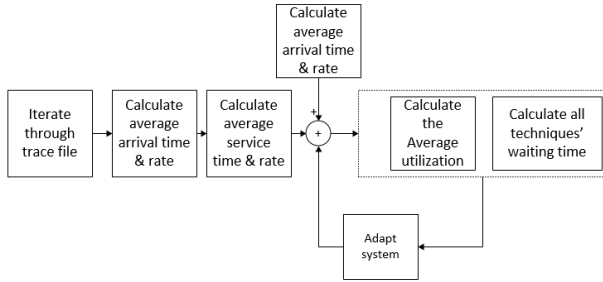 Calculate
average
arrival time
& rate
Iterate
through
trace file
Calculate
average
arrival time
& rate
Calculate
average
service
time & rate
+
+
Calculate
the
Average
utilization
Calculate all
techniques’
waiting time
Adapt
system